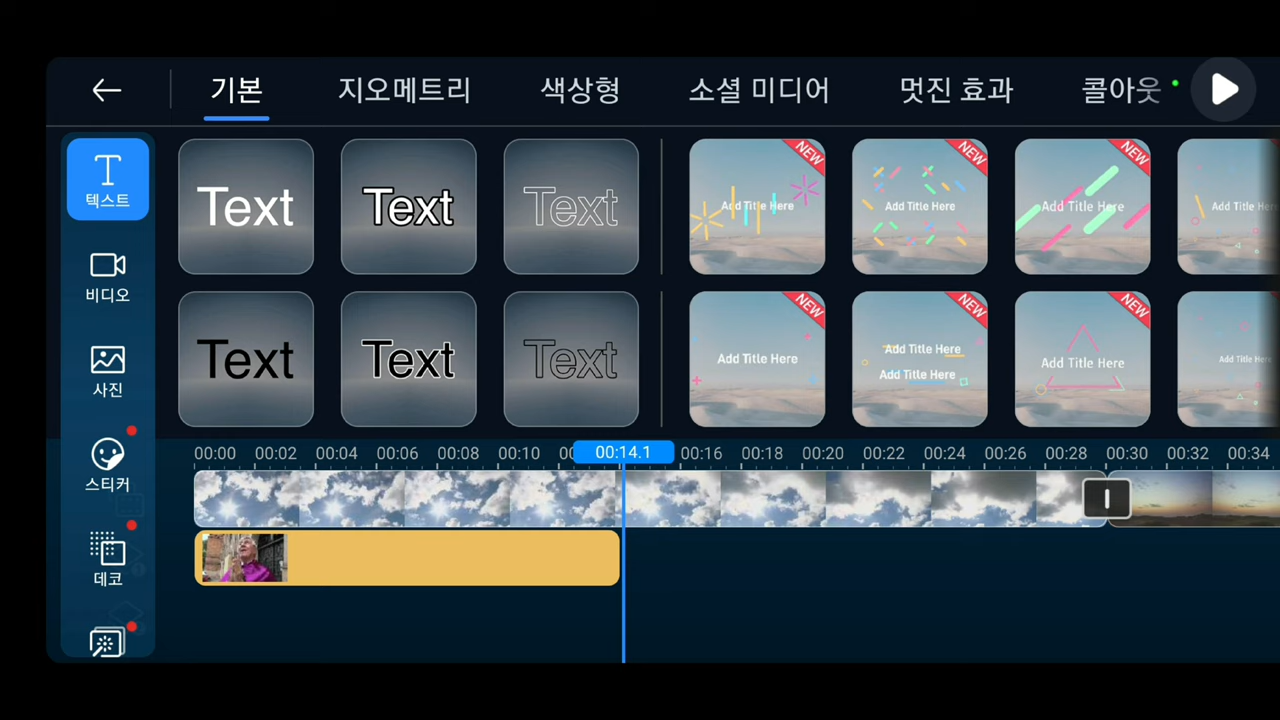 기본 지오메트리 색상형 소셜 미디어 멋진 효과 콜아웃
텍스트
비디오
사진
스티커
데코
Text Text Text Add Title Here NEW Add Title Here NEW Add Title Here NEW Add Title Here
Text Text Text Add Title Here NEW Add Title Here Add Title Here NEW Add Title Here NEW Add Title Here
00:00 00:02 00:04 00:06 00:08 00:10 00:14.1 00:16 00:18 00:20 00:22 00:24 00:26 00:28 00:30 00:32 00:34